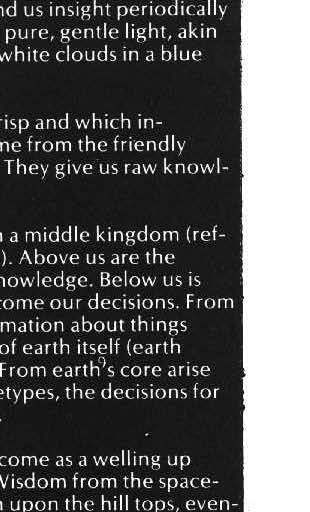 nd us insight periodically
pure, gentle light, akin
white clouds in a blue
risp and which in-
me from the friendly
They give us raw knowl-
a middle kingdom (ref-
). Above us are the
nowledge. Below us is
come our decisions. From
mation about things
of earth itself (earth
From earth's core arise
etypes, the decisions for
come as a welling up
Wisdom from the space-
upon the hill tops, even-